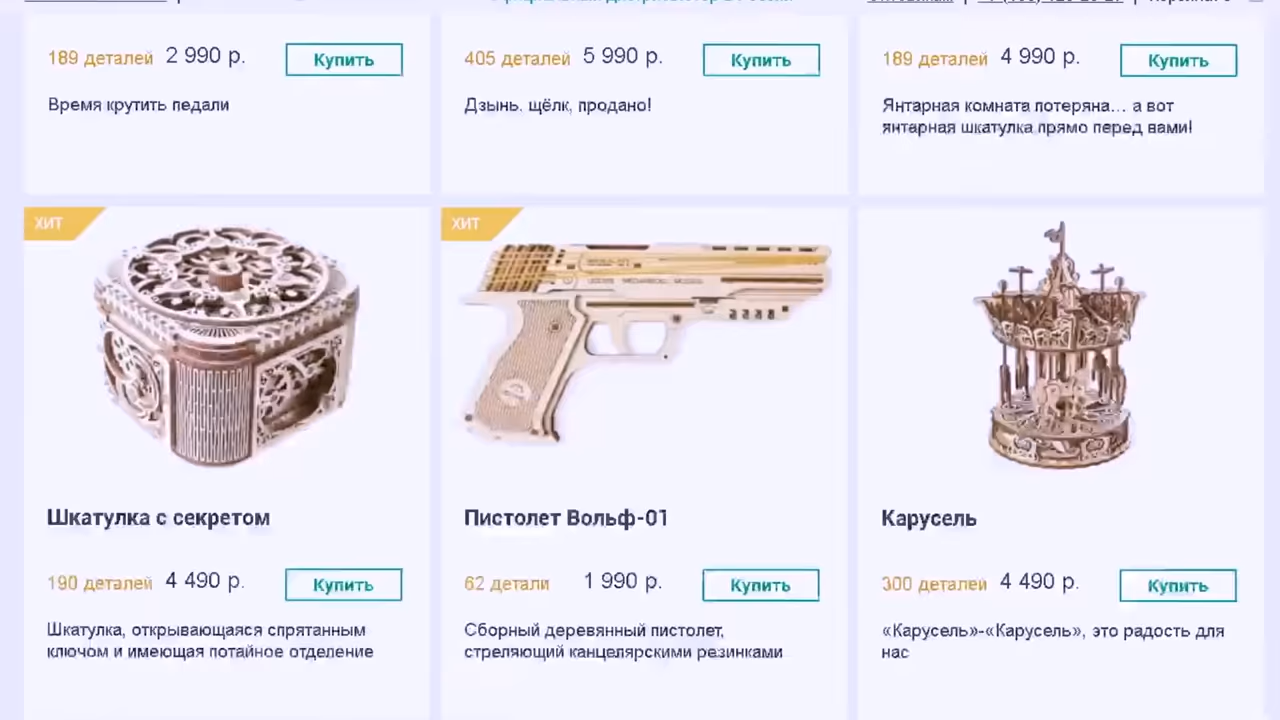 189 деталей 2 990 р. Купить
Время крутить педали
405 деталей 5 990 р. Купить
Дзынь. щёлк, продано!
189 деталей 4 990 р. Купить
Янтарная комната потеряна... а вот
янтарная шкатулка прямо перед вами!
ХИТ
Шкатулка с секретом
190 деталей 4 490 р. Купить
Шкатулка, открывающаяся спрятанным
ключом и имеющая потайное отделение
ХИТ
Пистолет Вольф-01
62 детали 1 990 р. Купить
Сборный деревянный пистолет,
стреляющий канцелярскими резинками
Карусель
300 деталей 4 490 р. Купить
«Карусель»-«Карусель», это радость для
нас